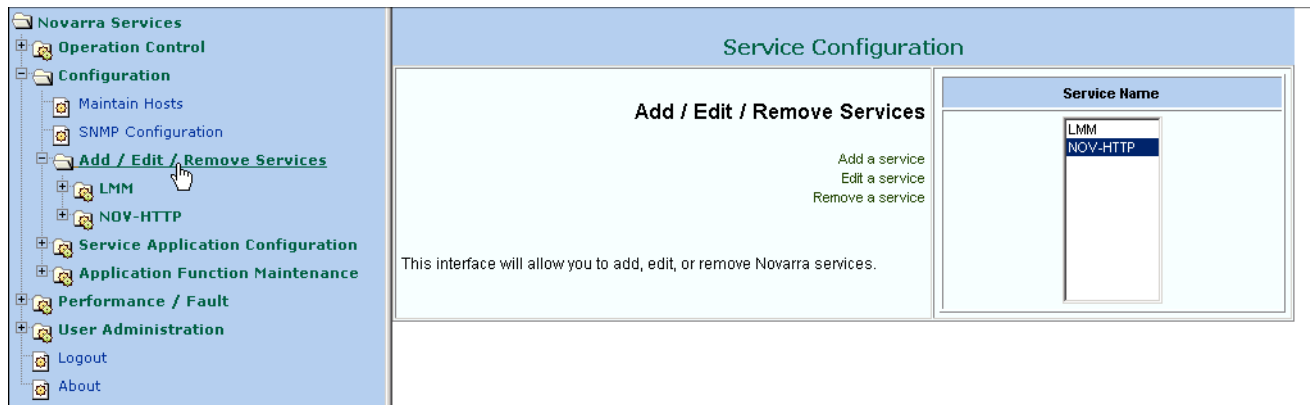 Novarra Services
Operation Control
Configuration
Maintain Hosts
SNMP Configuration
Add / Edit / Remove Services
LMM
NOV-HTTP
Service Application Configuration
Application Function Maintenance
Performance / Fault
User Administration
Logout
About
Service Configuration
Add / Edit / Remove Services
Add a service
Edit a service
Remove a service
This interface will allow you to add, edit, or remove Novarra services.
Service Name
LMM
NOV-HTTP